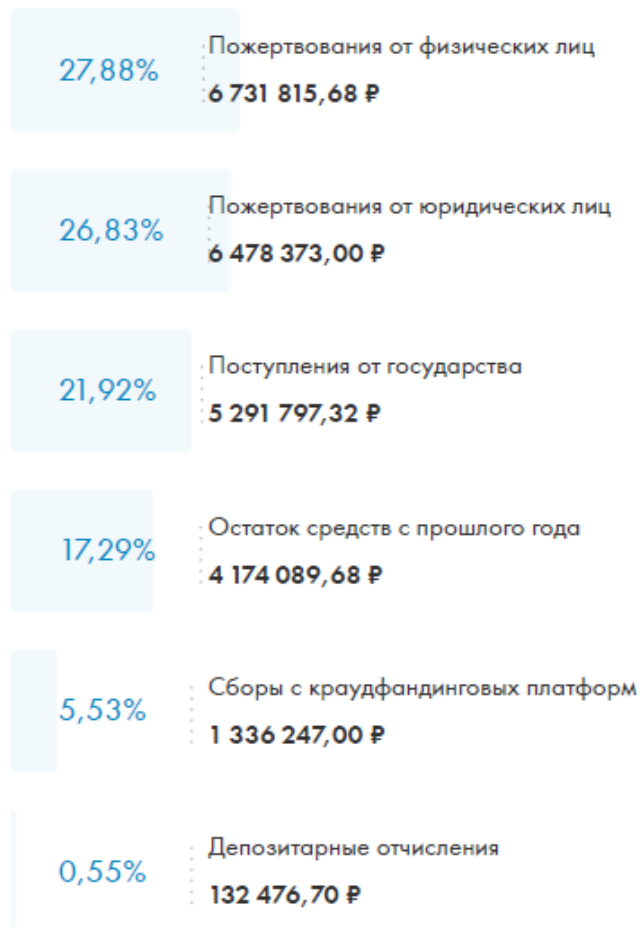 27,88%
Пожертвования от физических лиц
6 731 815,68 ₽
26,83%
Пожертвования от юридических лиц
6 478 373,00 ₽
21,92%
Поступления от государства
5 291 797,32 ₽
17,29%
Остаток средств с прошлого года
4 174 089,68 ₽
5,53%
Сборы с краудфандинговых платформ
1 336 247,00 ₽
0,55%
Депозитарные отчисления
132 476,70 ₽